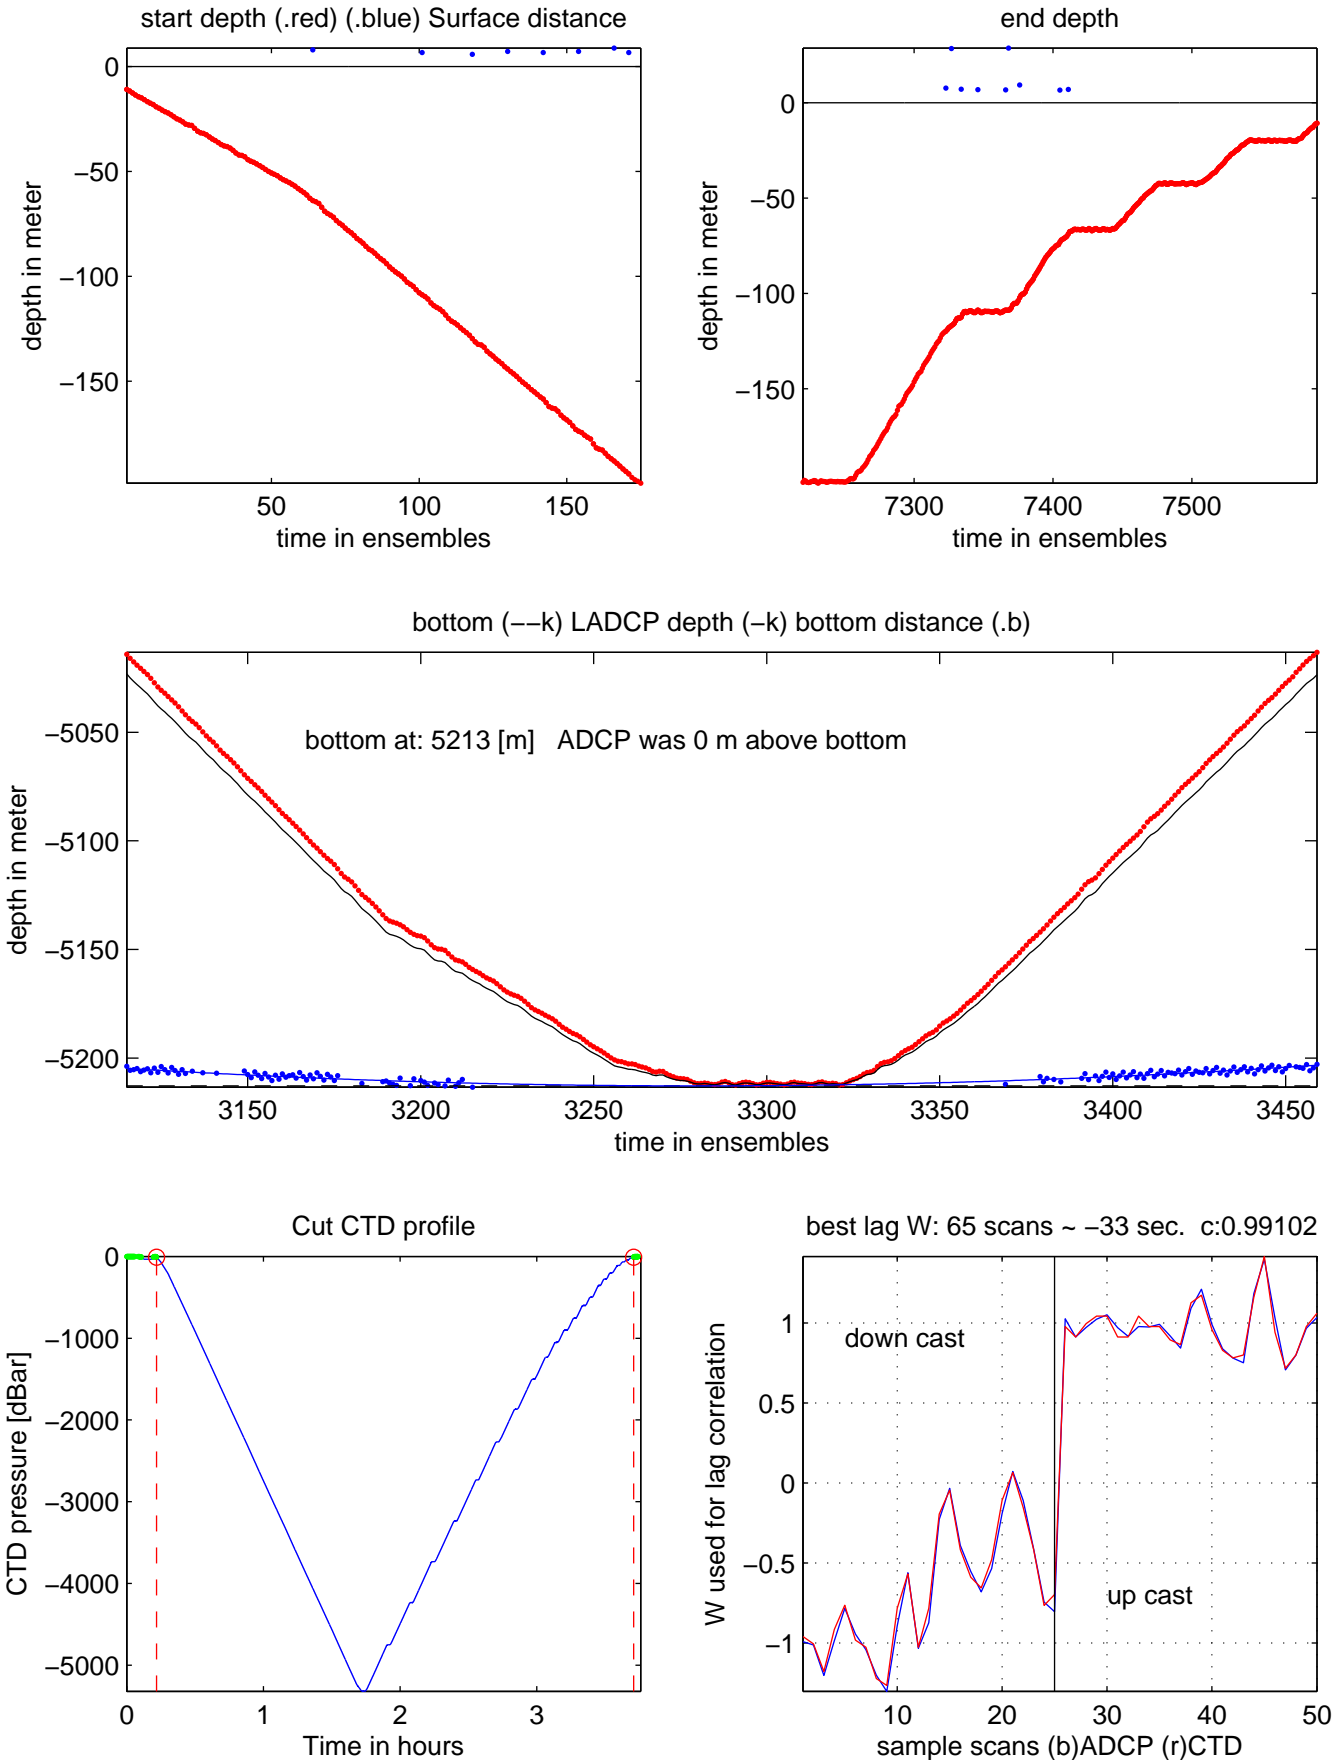 start depth (.red) (.blue) Surface distance
0
−50
−100
−150
depth in meter
50
100
150
time in ensembles
end depth
0
−50
−100
−150
depth in meter
7300
7400
7500
time in ensembles
bottom (−−k) LADCP depth (−k) bottom distance (.b)
bottom at: 5213 [m] ADCP was 0 m above bottom
−5050
−5100
−5150
−5200
depth in meter
3150
3200
3250
3300
3350
3400
3450
time in ensembles
Cut CTD profile
0
−1000
−2000
−3000
−4000
−5000
CTD pressure [dBar]
0
1
2
3
Time in hours
best lag W: 65 scans ~ −33 sec. c:0.99102
down cast
up cast
1
0.5
0
−0.5
−1
W used for lag correlation
10
20
30
40
50
sample scans (b)ADCP (r)CTD